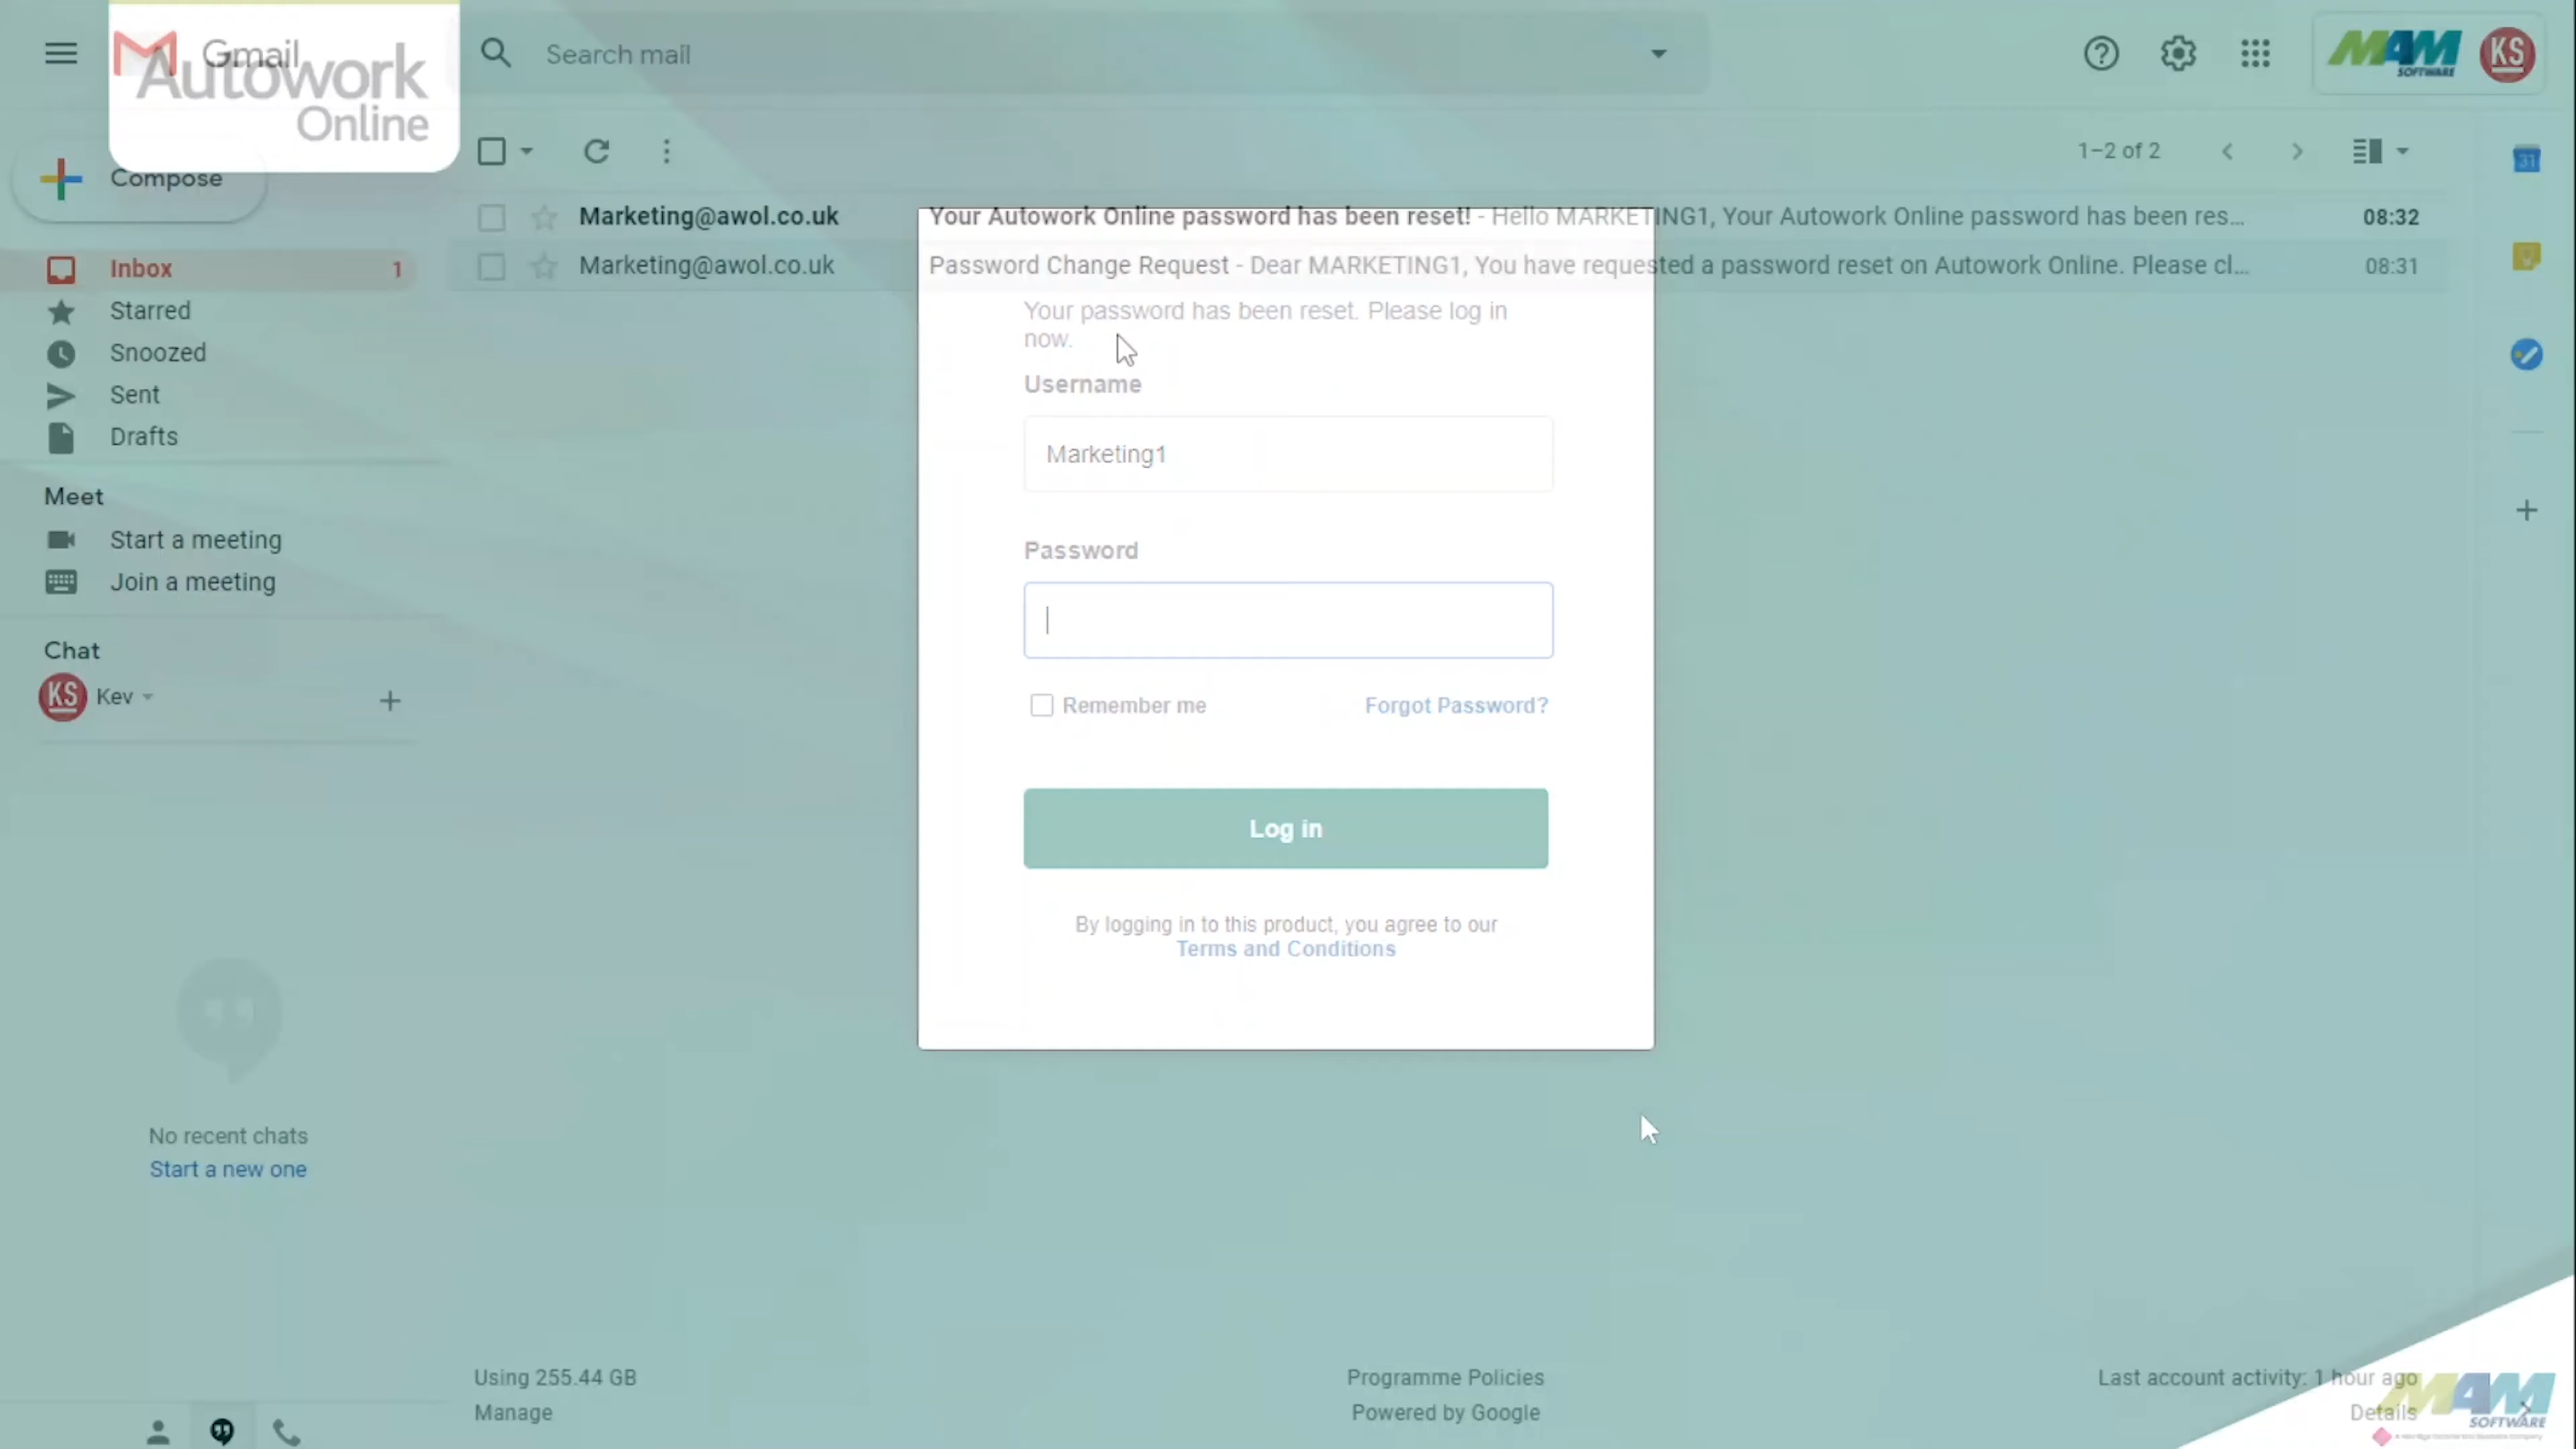 Gmail
Autowork
Online
Search mail
MAM
SOFTWARE
KS
Compose
1–2 of 2
31
Marketing@awol.co.uk Your Autowork Online password has been reset! - Hello MARKETING1, Your Autowork Online password has been res... 08:32
Marketing@awol.co.uk Password Change Request - Dear MARKETING1, You have requested a password reset on Autowork Online. Please cl... 08:31
Inbox 1
Starred
Snoozed
Sent
Drafts
Meet
Start a meeting
Join a meeting
Chat
KS Kev
No recent chats
Start a new one
Your password has been reset. Please log in
now.
Username
Marketing1
Password
Remember me Forgot Password?
Log in
By logging in to this product, you agree to our
Terms and Conditions
Using 255.44 GB
Manage
Programme Policies
Powered by Google
Last account activity: 1 hour ago
Details
MAM
SOFTWARE